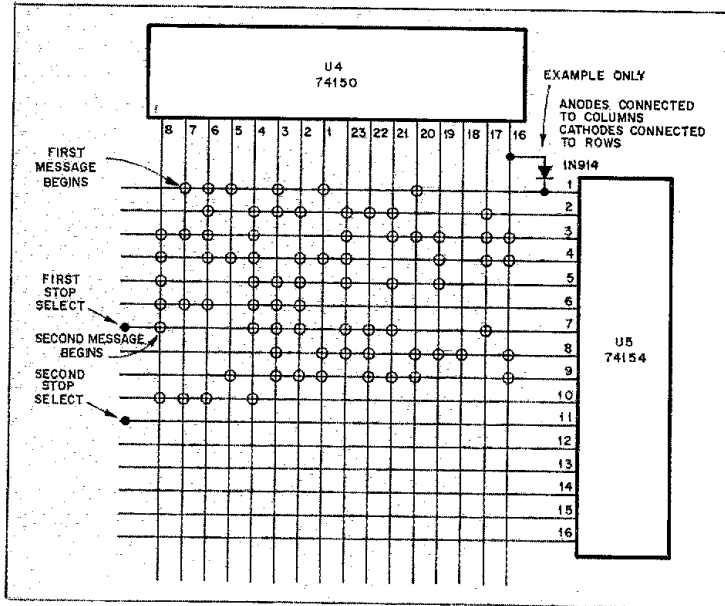 U4
74150
8 7 6 5 4 3 2 1 23 22 21 20 19 18 17 16
EXAMPLE ONLY
ANODES CONNECTED
TO COLUMNS
CATHODES CONNECTED
TO ROWS
1N914
FIRST
MESSAGE
BEGINS
FIRST
STOP
SELECT
SECOND MESSAGE
BEGINS
SECOND
STOP
SELECT
1
2
3
4
5
6
7
8
9
10
11
12
13
14
15
16
U5
74154